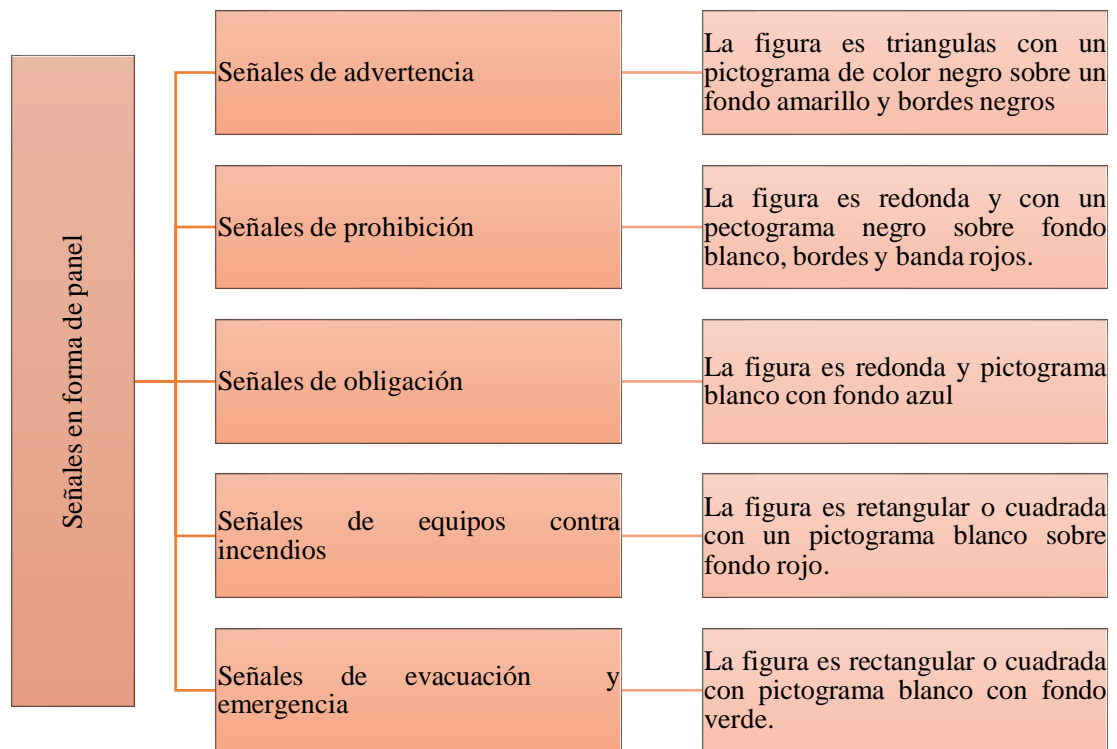 Señales en forma de panel
Señales de advertencia
La figura es triangulas con un
pictograma de color negro sobre un
fondo amarillo y bordes negros
Señales de prohibición
La figura es redonda y con un
pectograma negro sobre fondo
blanco, bordes y banda rojos.
Señales de obligación
La figura es redonda y pictograma
blanco con fondo azul
Señales de equipos contra
incendios
La figura es retangular o cuadrada
con un pictograma blanco sobre
fondo rojo.
Señales de evacuación y
emergencia
La figura es rectangular o cuadrada
con pictograma blanco con fondo
verde.